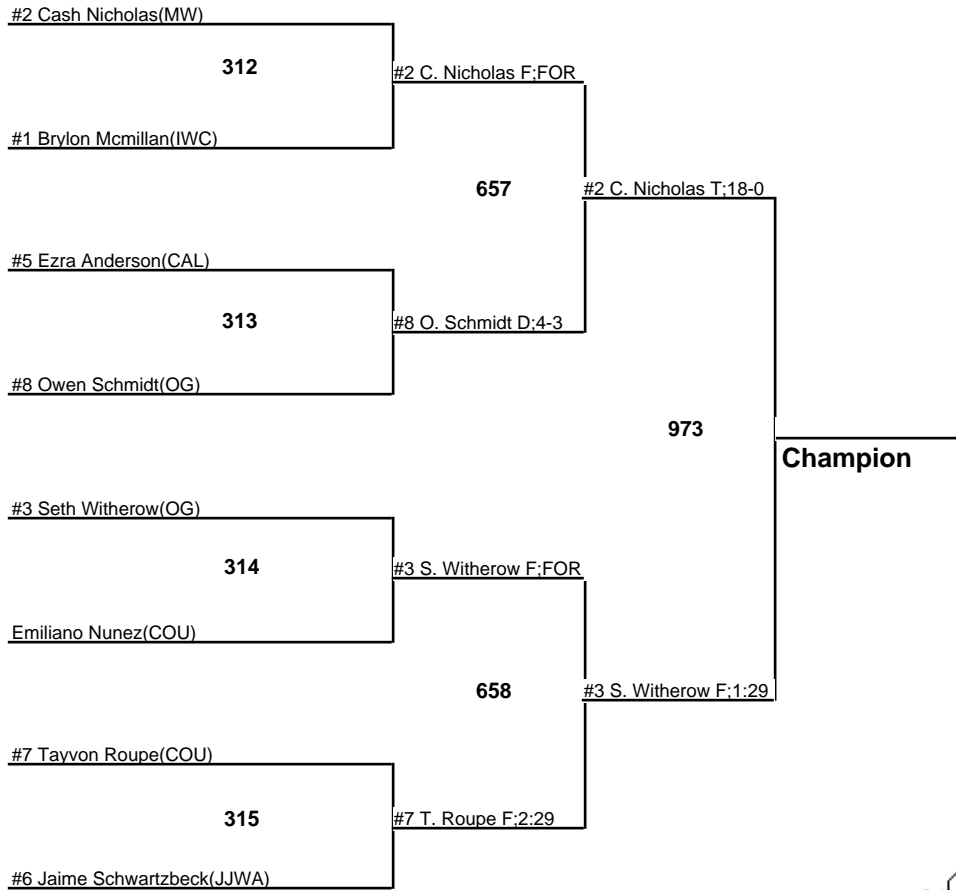 #2 Cash Nicholas(MW)
312
#2 C. Nicholas F;FOR
#1 Brylon Mcmillan(IWC)
657
#2 C. Nicholas T;18-0
#5 Ezra Anderson(CAL)
313
#8 O. Schmidt D;4-3
#8 Owen Schmidt(OG)
973
Champion
#3 Seth Witherow(OG)
314
#3 S. Witherow F;FOR
Emiliano Nunez(COU)
658
#3 S. Witherow F;1:29
#7 Tayvon Roupe(COU)
315
#7 T. Roupe F;2:29
#6 Jaime Schwartzbeck(JJWA)